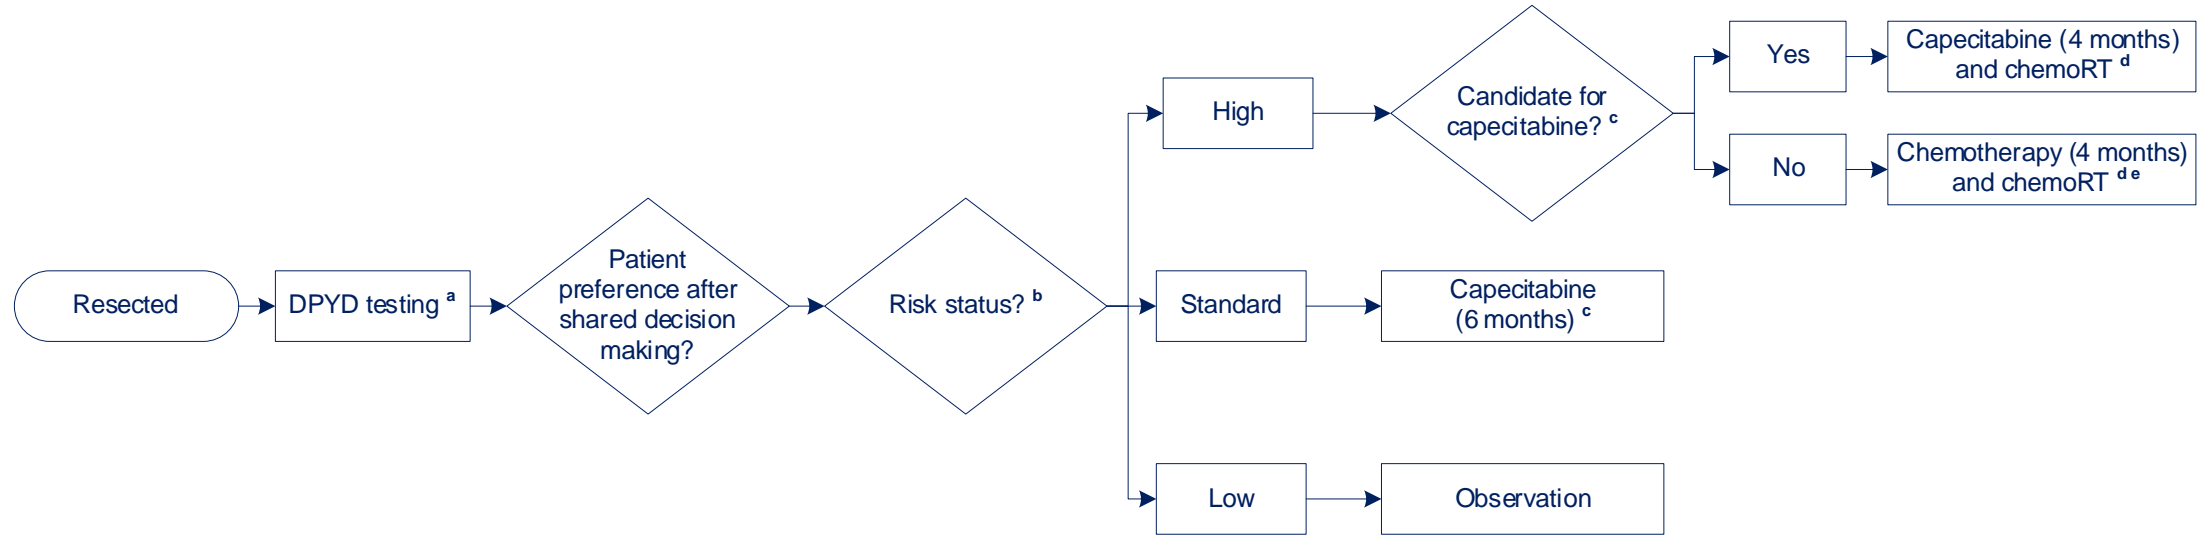 Resected
DPYD testing a
Patient
preference after
shared decision
making?
Risk status? b
High
Candidate for
capecitabine? c
Yes
Capecitabine (4 months)
and chemoRT d
No
Chemotherapy (4 months)
and chemoRT d e
Standard
Capecitabine
(6 months) c
Low
Observation